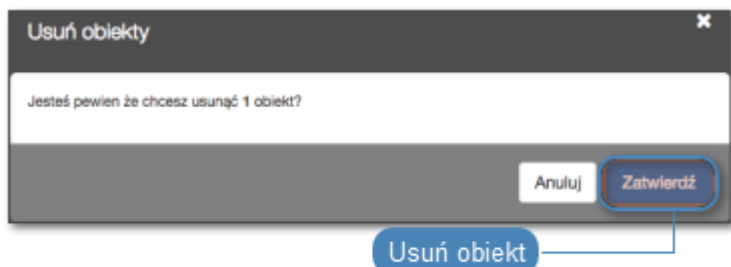 Usuń obiekty
Jesteś pewien że chcesz usunąć 1 obiekt?
Anuluj Zatwierdź
Usuń obiekt